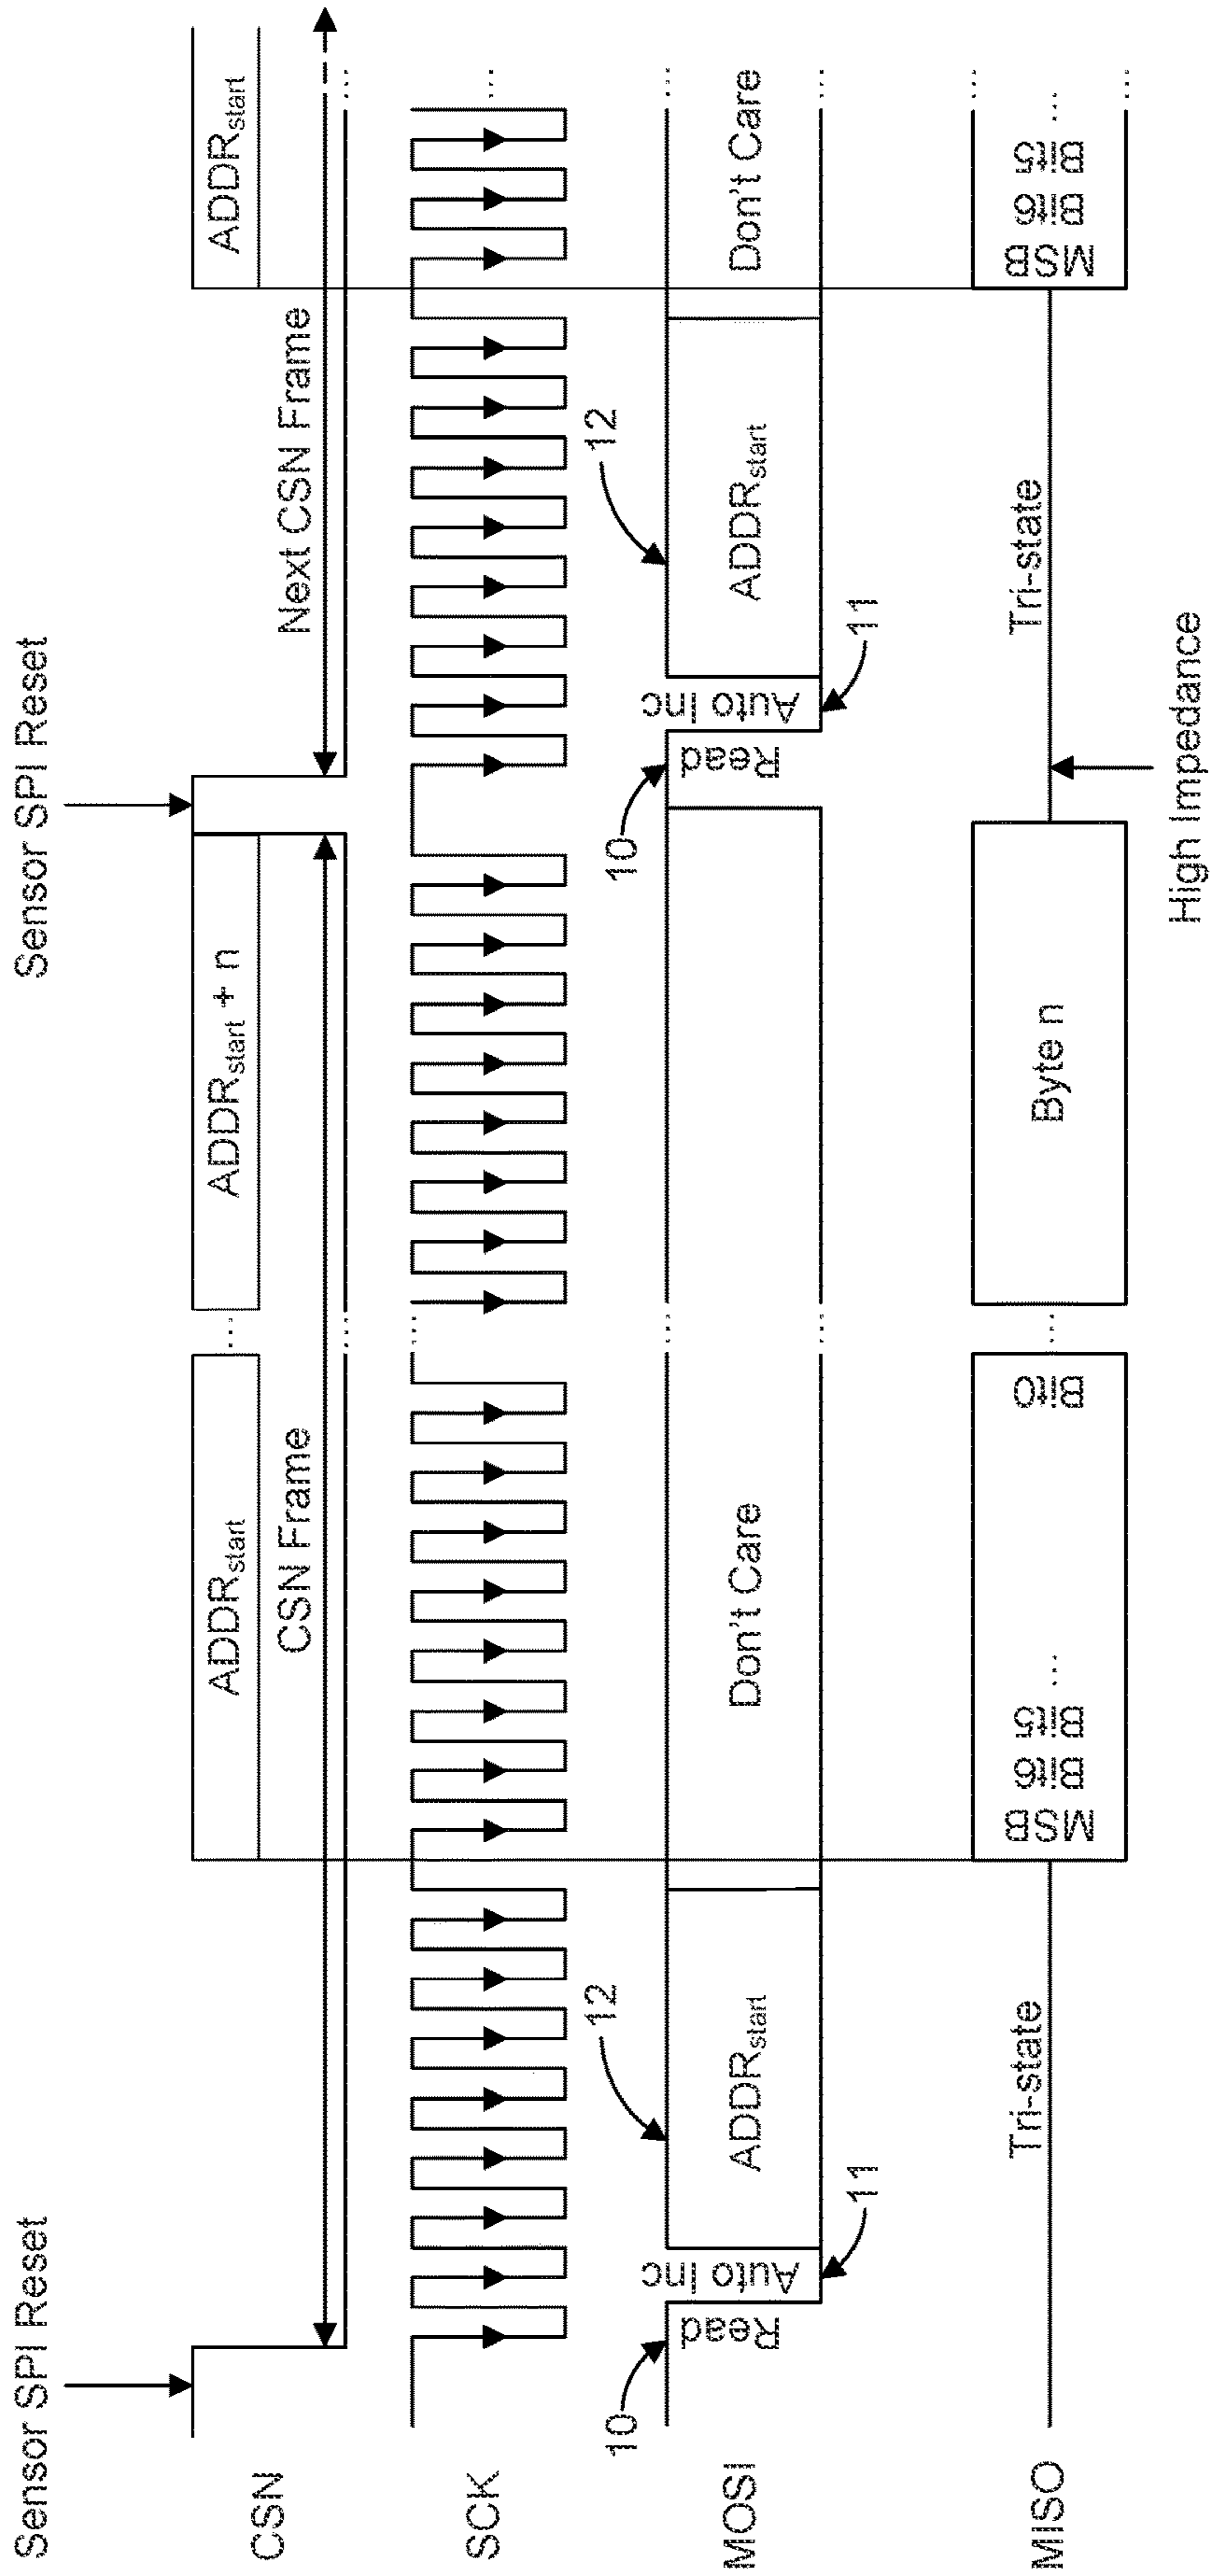 Sensor SPI Reset
Sensor SPI Reset
CSN
ADDRstart
...
ADDRstart + n
ADDRstart
CSN Frame
Next CSN Frame
...
...
SCK
...
...
10
12
10
12
MOSI
Read
Auto Inc
ADDRstart
Don't Care
...
...
Read
Auto Inc
ADDRstart
Don't Care
...
...
11
11
MISO
Tri-state
MSB
Bit6
Bit5
...
Bit0
...
Byte n
Tri-state
MSB
Bit6
Bit5
...
...
...
High Impedance